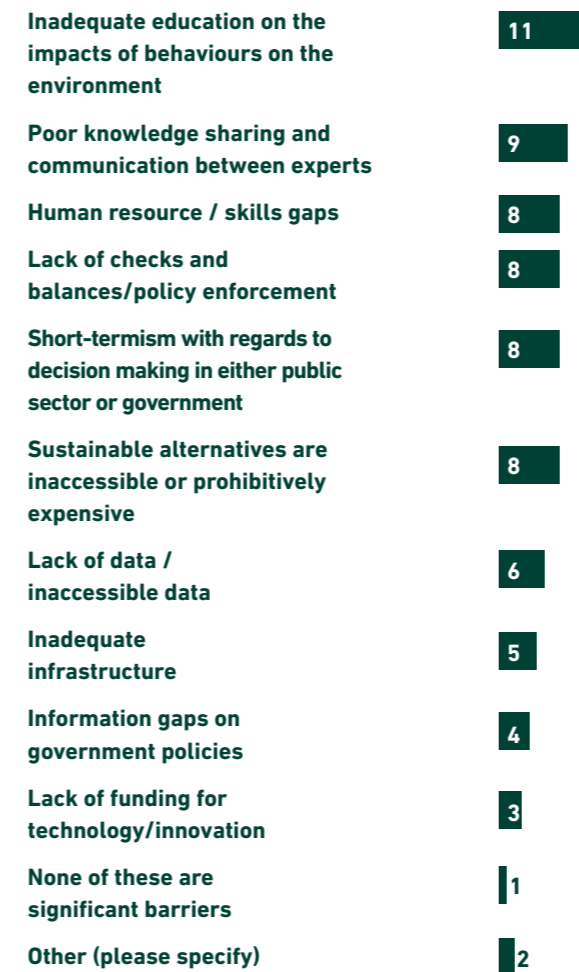 Inadequate education on the
impacts of behaviours on the
environment
11
Poor knowledge sharing and
communication between experts
9
Human resource / skills gaps
8
Lack of checks and
balances/policy enforcement
8
Short-termism with regards to
decision making in either public
sector or government
8
Sustainable alternatives are
inaccessible or prohibitively
expensive
8
Lack of data /
inaccessible data
6
Inadequate
infrastructure
5
Information gaps on
government policies
4
Lack of funding for
technology/innovation
3
None of these are
significant barriers
1
Other (please specify)
2